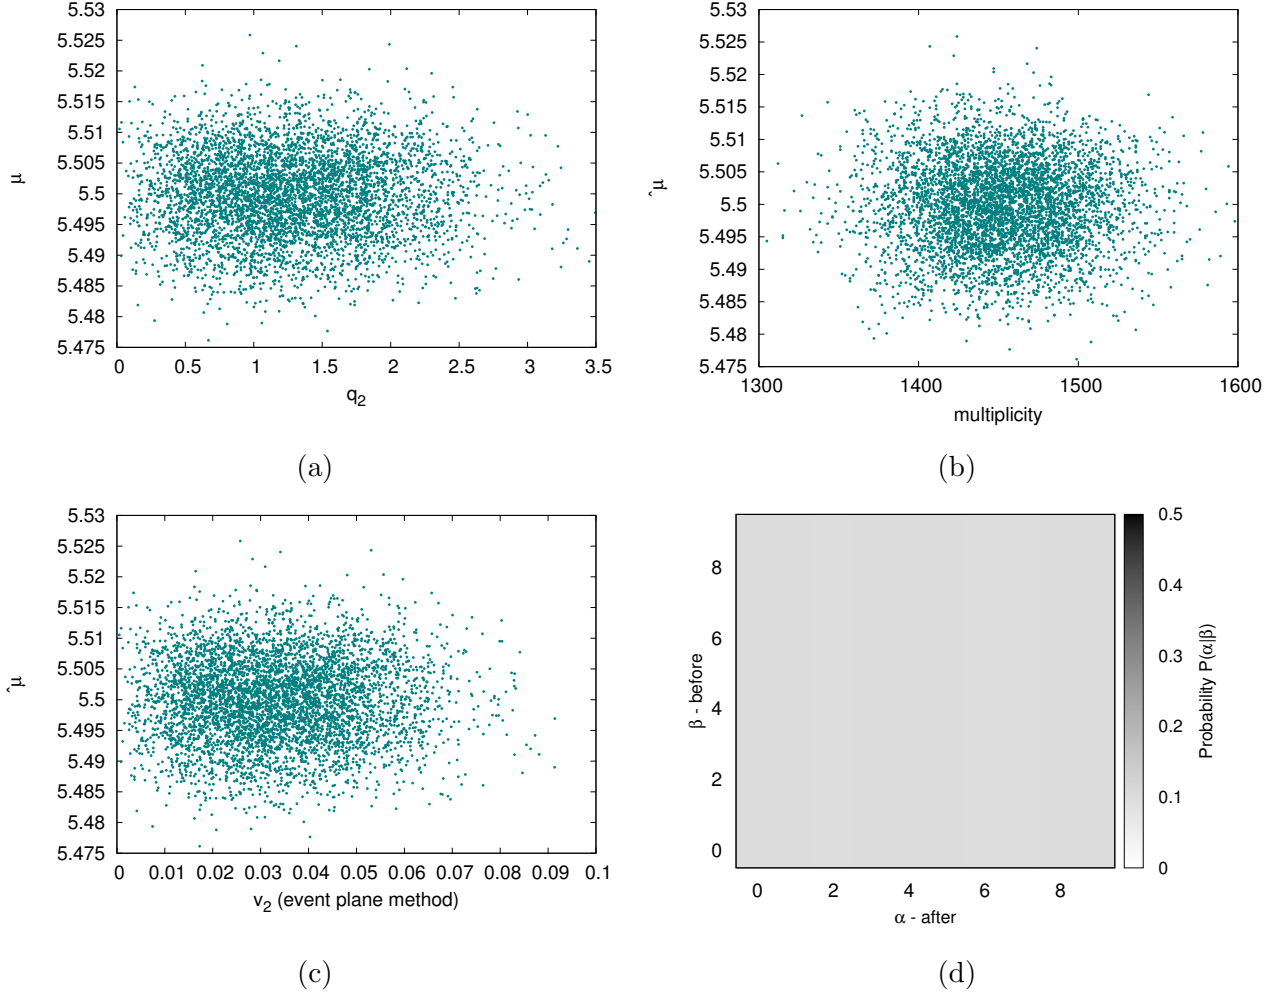 5.53
5.525
5.52
5.515
5.51
5.505
5.5
5.495
5.49
5.485
5.48
5.475
μ
0 0.5 1 1.5 2 2.5 3 3.5
q2
(a)
5.53
5.525
5.52
5.515
5.51
5.505
5.5
5.495
5.49
5.485
5.48
5.475
^μ
1300 1400 1500 1600
multiplicity
(b)
5.53
5.525
5.52
5.515
5.51
5.505
5.5
5.495
5.49
5.485
5.48
5.475
^μ
0 0.01 0.02 0.03 0.04 0.05 0.06 0.07 0.08 0.09 0.1
v2 (event plane method)
(c)
8
6
4
2
0
β - before
0 2 4 6 8
α - after
0.5
0.4
0.3
0.2
0.1
0
Probability P(α|β)
(d)